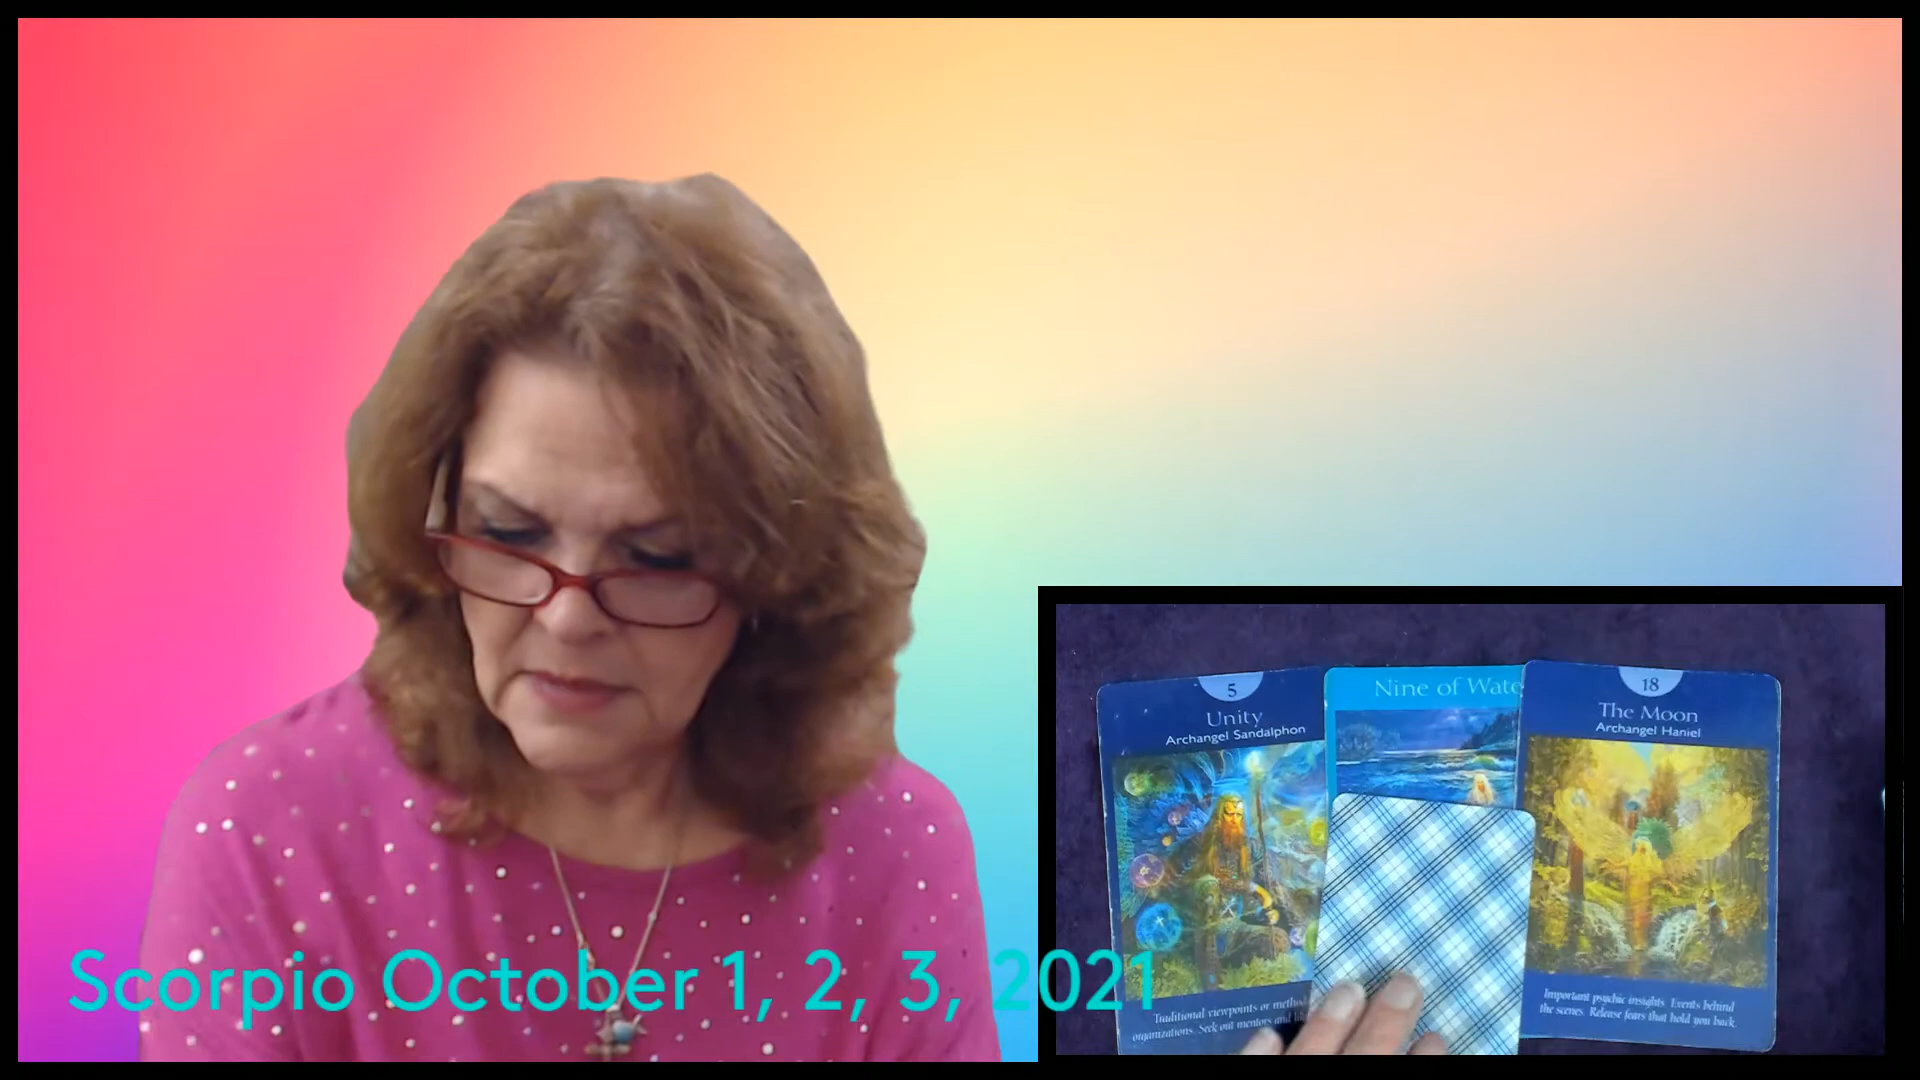 5
Unity
Archangel Sandalphon
Traditional viewpoints or
organizations. Seek out mentors and
Nine of
18
The Moon
Archangel Haniel
Important psychic insights. Events behind
the scenes. Release fears that hold you back.
Scorpio October 1, 2, 3, 2021